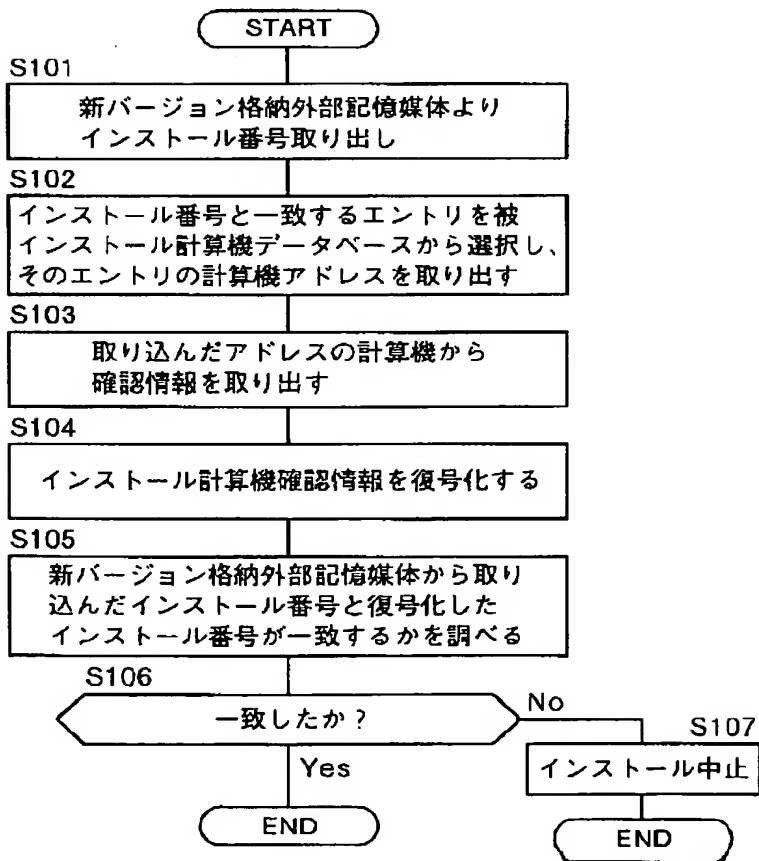 START
S101
新バージョン格納外部記憶媒体より
インストール番号取り出し
S102
インストール番号と一致するエントリを被
インストール計算機データベースから選択し、
そのエントリの計算機アドレスを取り出す
S103
取り込んだアドレスの計算機から
確認情報を取り出す
S104
インストール計算機確認情報を復号化する
S105
新バージョン格納外部記憶媒体から取り
込んだインストール番号と復号化した
インストール番号が一致するかを調べる
S106
一致したか?
No
S107
インストール中止
Yes
END
END